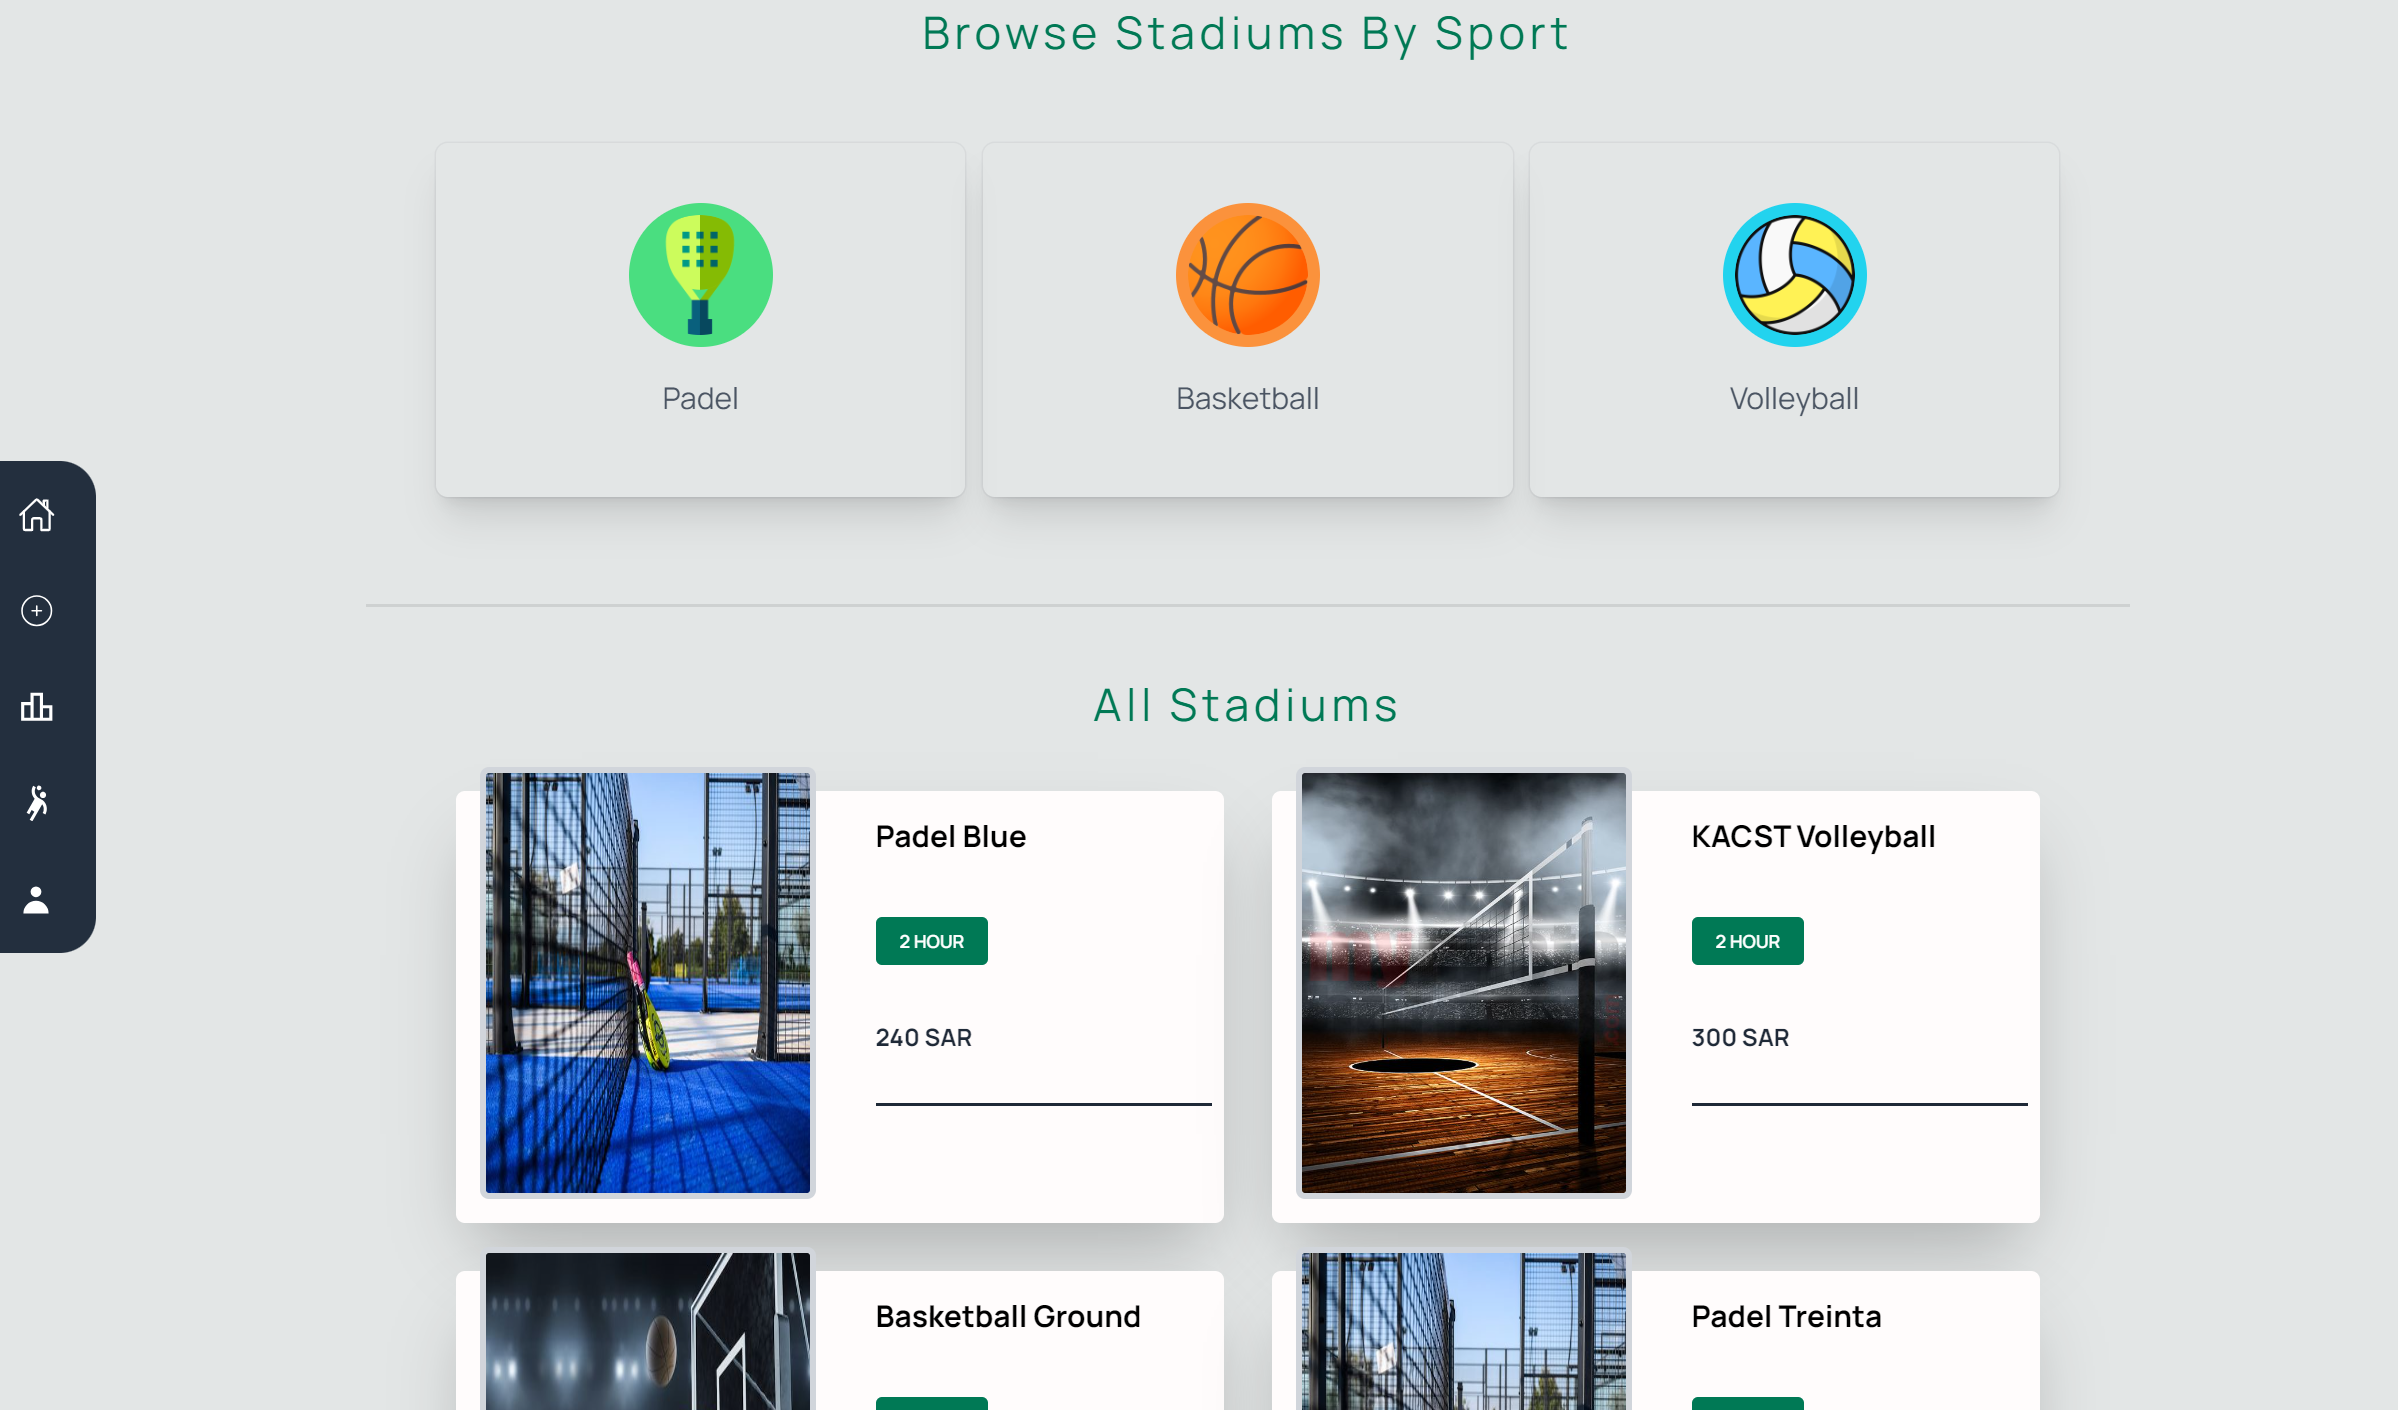 Browse Stadiums By Sport
Padel
Basketball
Volleyball
All Stadiums
Padel Blue
2 HOUR
240 SAR
KACST Volleyball
2 HOUR
300 SAR
Basketball Ground
Padel Treinta